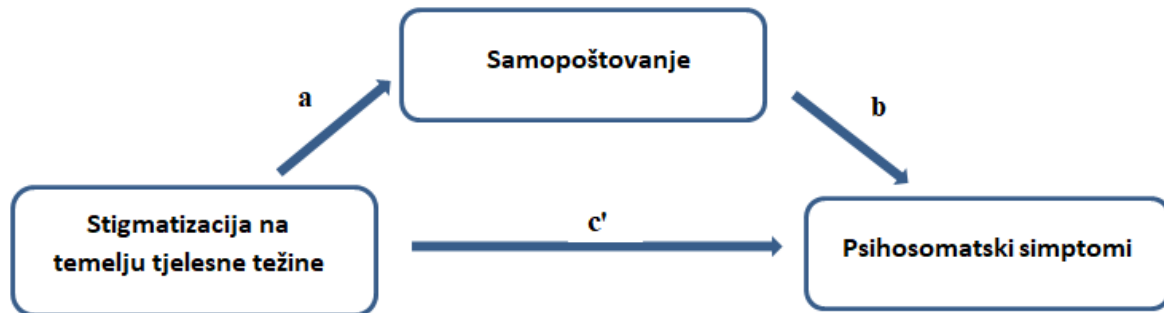 Samopoštovanje
a
b
Stigmatizacija na
temelju tjelesne težine
c'
Psihosomatski simptomi